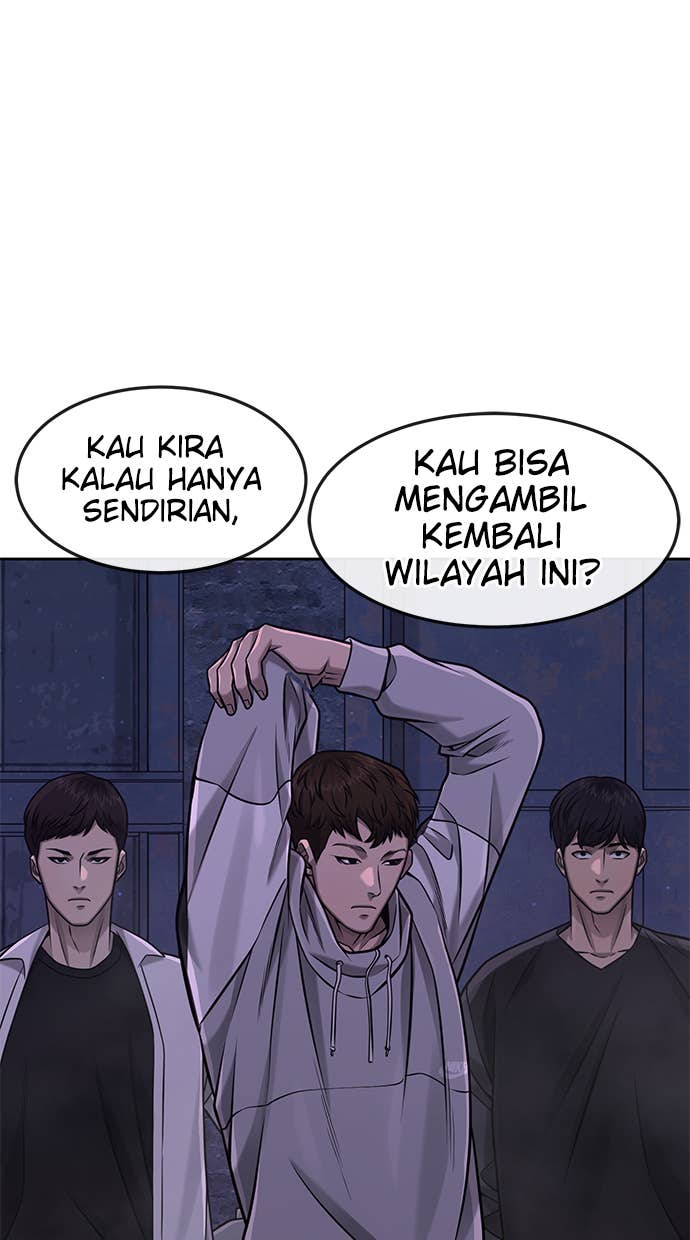 KAU KIRA
KALAU HANYA
SENDIRIAN,
KAU BISA
MENGAMBIL
KEMBALI
WILAYAH INI?